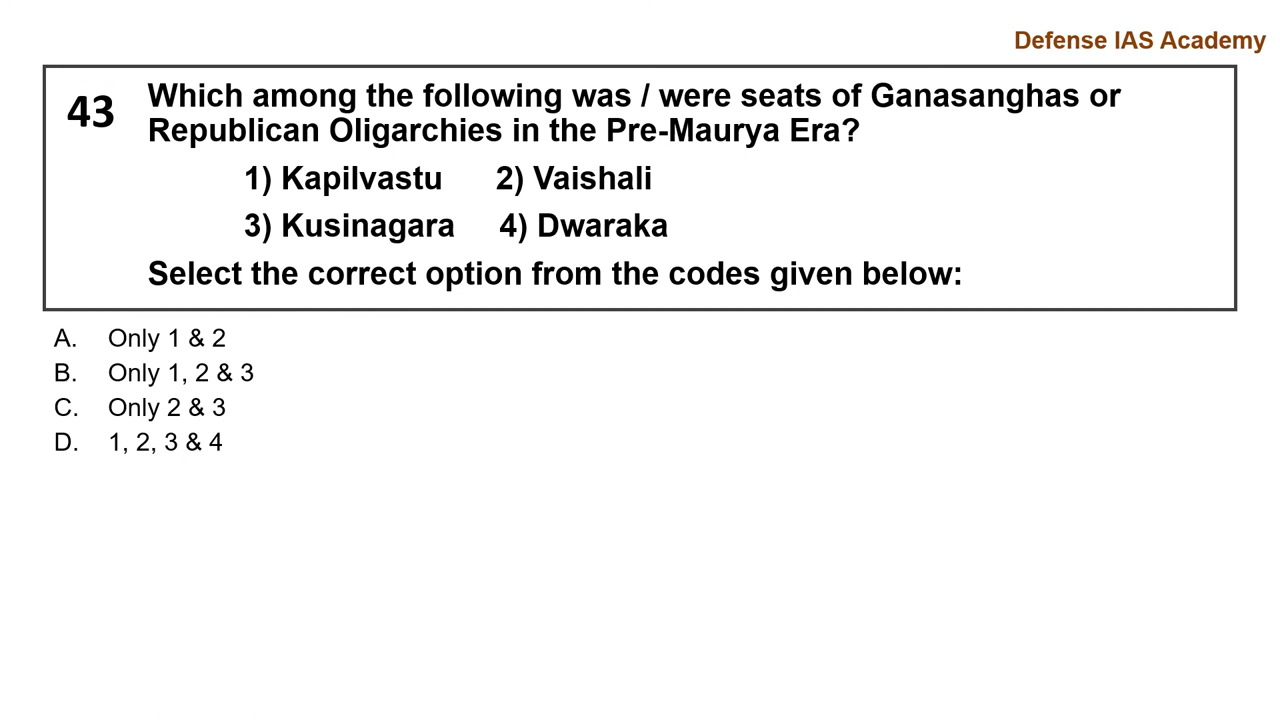 Defense IAS Academy
43
Which among the following was / were seats of Ganasanghas or
Republican Oligarchies in the Pre-Maurya Era?
1) Kapilvastu 2) Vaishali
3) Kusinagara 4) Dwaraka
Select the correct option from the codes given below:
A. Only 1 & 2
B. Only 1, 2 & 3
C. Only 2 & 3
D. 1, 2, 3 & 4